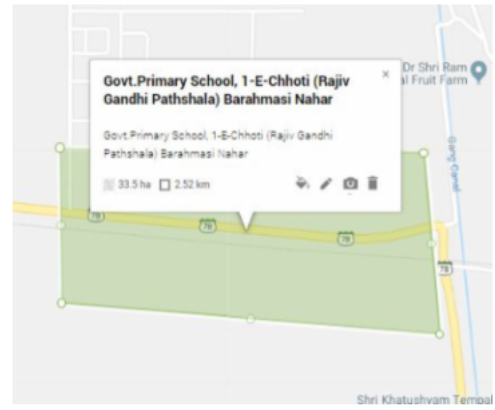 Dr Shri Ram
al Fruit Farm
×
Govt.Primary School, 1-E-Chhoti (Rajiv
Gandhi Pathshala) Barahmasi Nahar
Govt.Primary School, 1-E-Chhoti (Rajiv Gandhi
Pathshala) Barahmasi Nahar
33.5 ha 2.52 km
Gang Canal
78
78
78
78
Shri Khatushyam Tempal